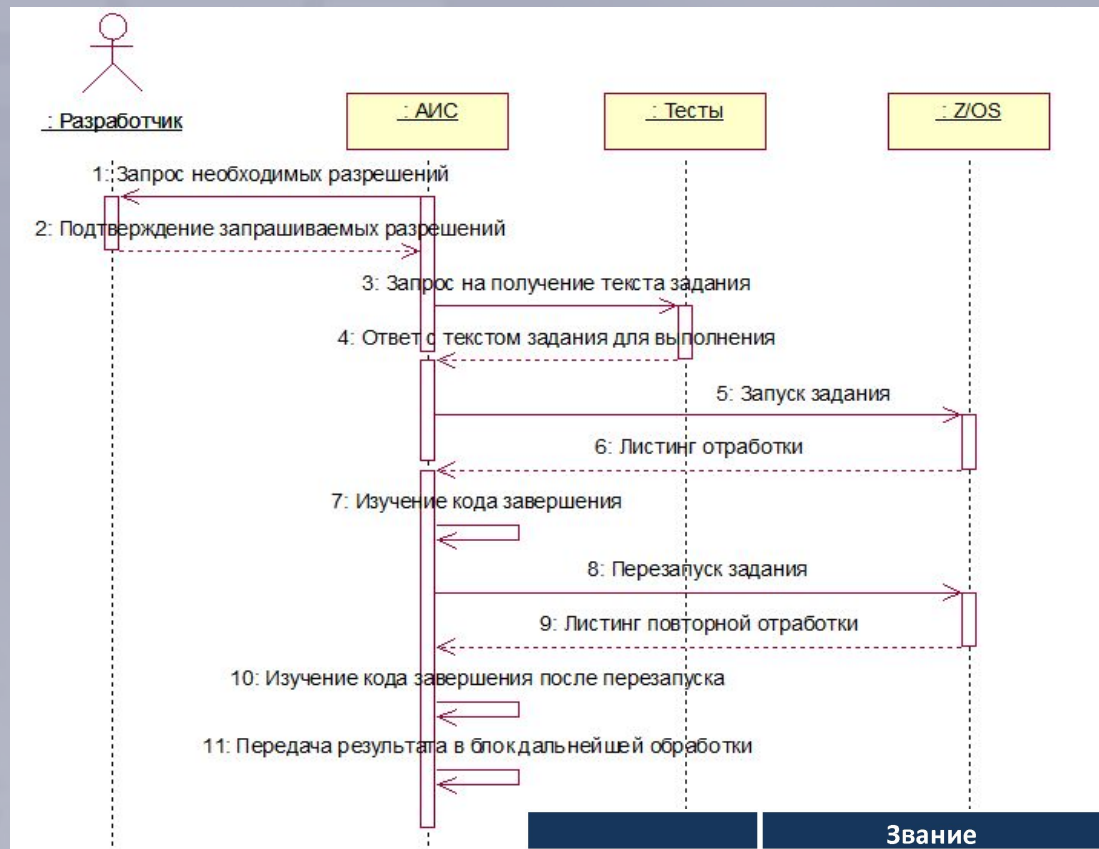 : Разработчик
: АИС
: Тесты
: Z/OS
1: Запрос необходимых разрешений
2: Подтверждение запрашиваемых разрешений
3: Запрос на получение текста задания
4: Ответ с текстом задания для выполнения
5: Запуск задания
6: Листинг отработки
7: Изучение кода завершения
8: Перезапуск задания
9: Листинг повторной отработки
10: Изучение кода завершения после перезапуска
11: Передача результата в блок дальнейшей обработки
Звание